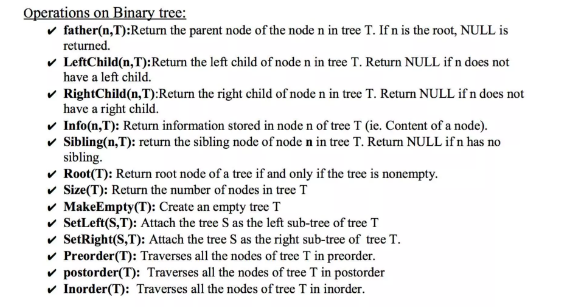 Operations on Binary tree:
✔ father(n,T):Return the parent node of the node n in tree T. If n is the root, NULL is
returned.
✔ LeftChild(n,T):Return the left child of node n in tree T. Return NULL if n does not
have a left child.
✔ RightChild(n,T):Return the right child of node n in tree T. Return NULL if n does not
have a right child.
✔ Info(n,T): Return information stored in node n of tree T (ie. Content of a node).
✔ Sibling(n,T): return the sibling node of node n in tree T. Return NULL if n has no
sibling.
✔ Root(T): Return root node of a tree if and only if the tree is nonempty.
✔ Size(T): Return the number of nodes in tree T
✔ MakeEmpty(T): Create an empty tree T
✔ SetLeft(S,T): Attach the tree S as the left sub-tree of tree T
✔ SetRight(S,T): Attach the tree S as the right sub-tree of tree T.
✔ Preorder(T): Traverses all the nodes of tree T in preorder.
✔ postorder(T): Traverses all the nodes of tree T in postorder
✔ Inorder(T): Traverses all the nodes of tree T in inorder.